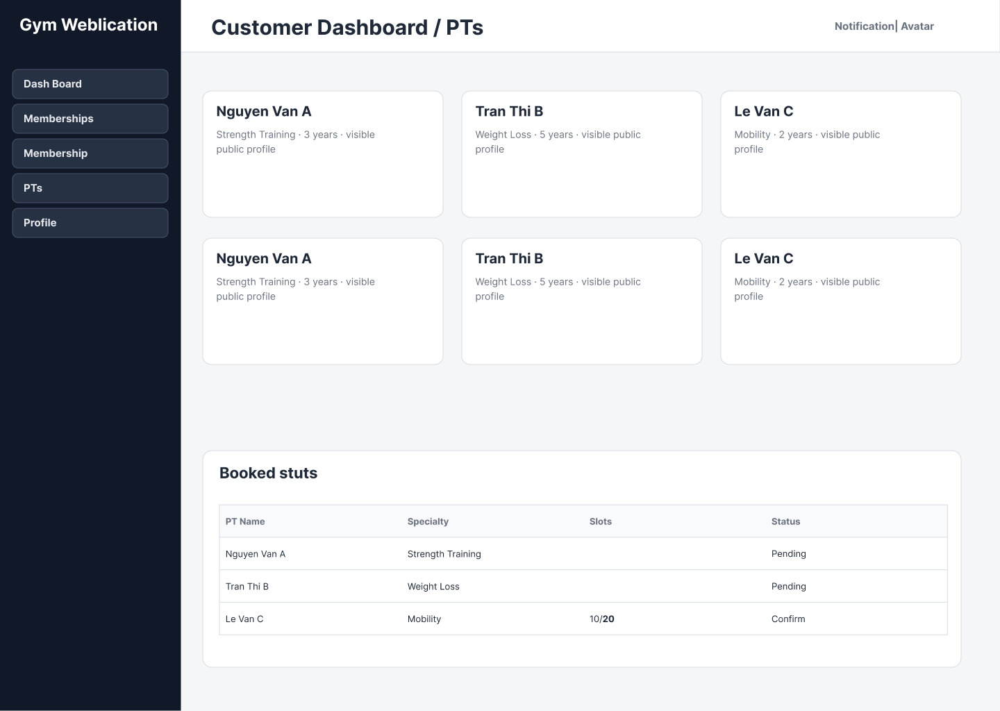 Gym Weblication
Dash Board
Memberships
Membership
PTs
Profile
Customer Dashboard / PTs
Notification| Avatar
Nguyen Van A
Strength Training · 3 years · visible
public profile
Tran Thi B
Weight Loss · 5 years · visible public
profile
Le Van C
Mobility · 2 years · visible public
profile
Nguyen Van A
Strength Training · 3 years · visible
public profile
Tran Thi B
Weight Loss · 5 years · visible public
profile
Le Van C
Mobility · 2 years · visible public
profile
Booked stuts
PT Name Specialty Slots Status
Nguyen Van A Strength Training Pending
Tran Thi B Weight Loss Pending
Le Van C Mobility 10/20 Confirm